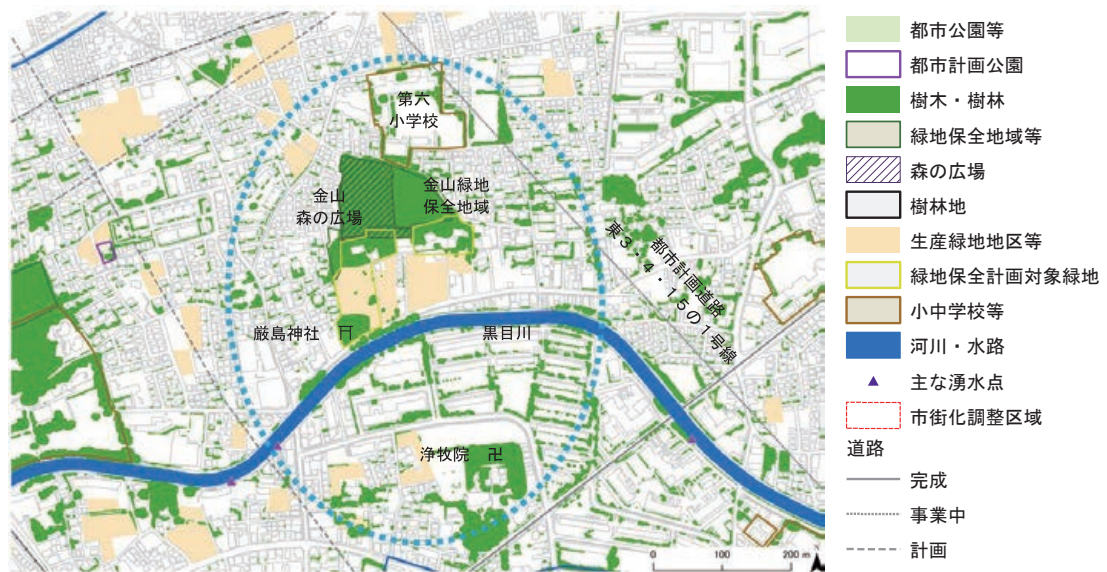 第六
小学校
金山
森の広場
金山緑地
保全地域
都市計画道路
東3・4・15の1号線
厳島神社
黒目川
浄牧院 卍
0 100 200 m
N
都市公園等
都市計画公園
樹木・樹林
緑地保全地域等
森の広場
樹林地
生産緑地地区等
緑地保全計画対象緑地
小中学校等
河川・水路
主な湧水点
市街化調整区域
道路
完成
事業中
計画